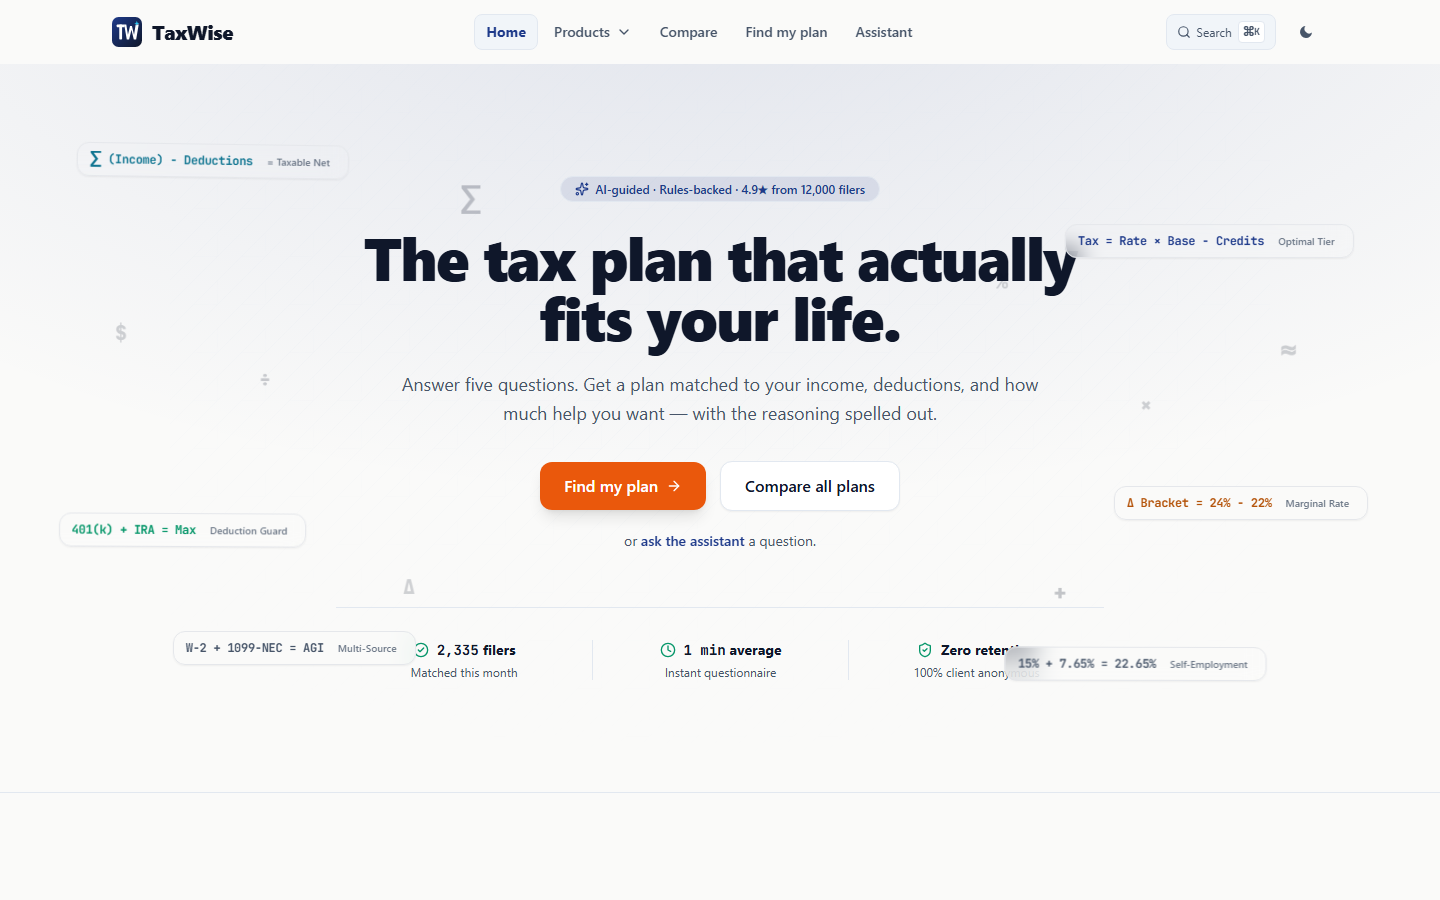 TW TaxWise
Home
Products
Compare
Find my plan
Assistant
Search ⌘K
Σ (Income) - Deductions = Taxable Net
Σ
AI-guided · Rules-backed · 4.9★ from 12,000 filers
The tax plan that actually
fits your life.
Tax = Rate × Base - Credits Optimal Tier
%
$
÷
≈
×
Answer five questions. Get a plan matched to your income, deductions, and how
much help you want — with the reasoning spelled out.
Find my plan →
Compare all plans
Δ Bracket = 24% - 22% Marginal Rate
401(k) + IRA = Max Deduction Guard
or ask the assistant a question.
Δ
+
W-2 + 1099-NEC = AGI Multi-Source
2,335 filers
Matched this month
1 min average
Instant questionnaire
Zero
100% client
15% + 7.65% = 22.65% Self-Employment